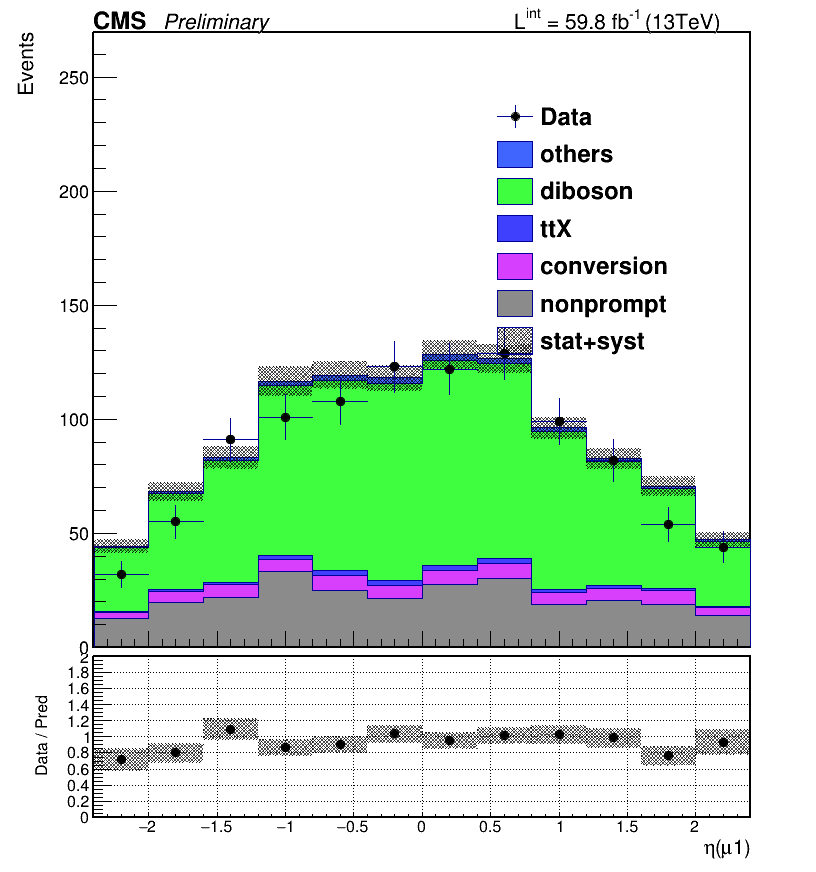 CMS Preliminary L^int = 59.8 fb^-1 (13TeV)
Events
250
200
150
100
50
0
Data
others
diboson
ttX
conversion
nonprompt
stat+syst
Data / Pred
2
1.8
1.6
1.4
1.2
1
0.8
0.6
0.4
0.2
0
−2 −1.5 −1 −0.5 0 0.5 1 1.5 2
η(μ1)